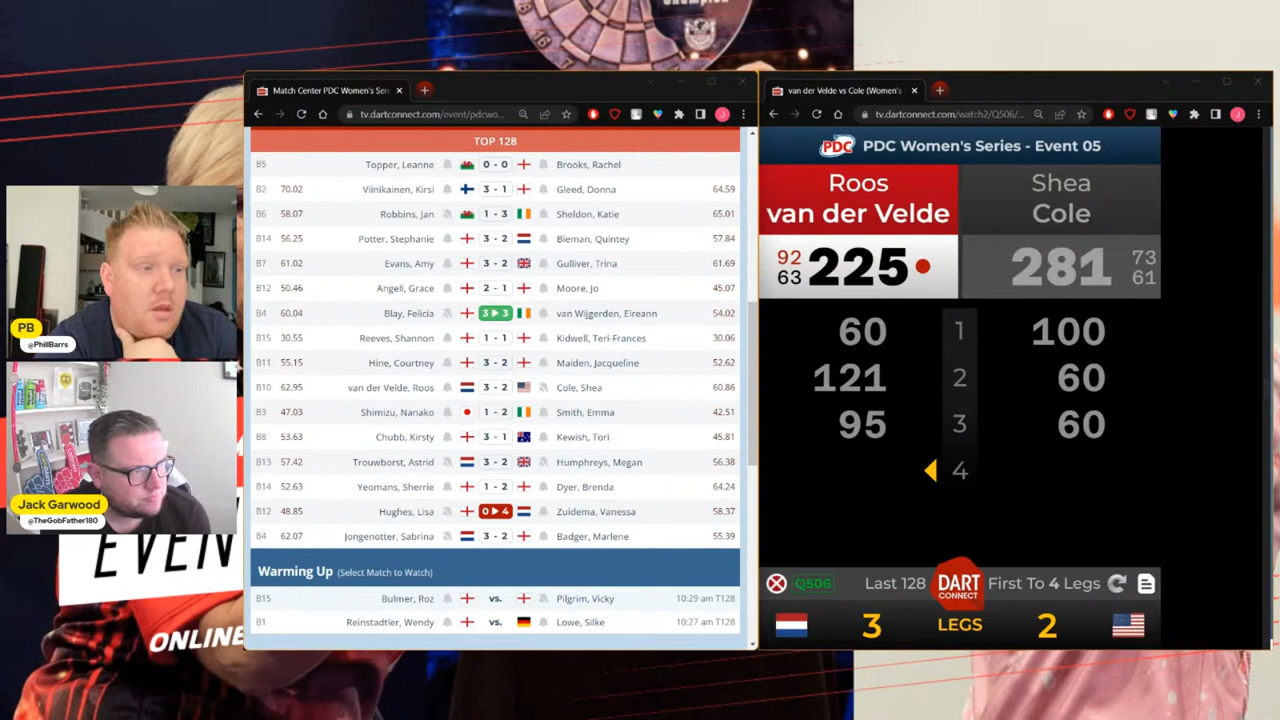 Champion
16
17
PB
@PhillBarrs
Jack Garwood
@TheGobFather180
EVEN
ONLINE
Match Center PDC Women's Seri
tv.dartconnect.com/event/pdcwo...
J
TOP 128
B5 Topper, Leanne 0 - 0 Brooks, Rachel
B2 70.02 Viinikainen, Kirsi 3 - 1 Gleed, Donna 64.59
B6 58.07 Robbins, Jan 1 - 3 Sheldon, Katie 65.01
B14 56.25 Potter, Stephanie 3 - 2 Bieman, Quintey 57.84
B7 61.02 Evans, Amy 3 - 2 Gulliver, Trina 61.69
B12 50.46 Angell, Grace 2 - 1 Moore, Jo 45.07
B4 60.04 Blay, Felicia 3 ▶ 3 van Wijgerden, Eireann 54.02
B15 30.55 Reeves, Shannon 1 - 1 Kidwell, Teri-Frances 30.06
B11 55.15 Hine, Courtney 3 - 2 Maiden, Jacqueline 52.62
B10 62.95 van der Velde, Roos 3 - 2 Cole, Shea 60.86
B3 47.03 Shimizu, Nanako 1 - 2 Smith, Emma 42.51
B8 53.63 Chubb, Kirsty 3 - 1 Kewish, Tori 45.81
B13 57.42 Trouwborst, Astrid 3 - 2 Humphreys, Megan 56.38
B14 52.63 Yeomans, Sherrie 1 - 2 Dyer, Brenda 64.24
B12 48.85 Hughes, Lisa 0 ▶ 4 Zuidema, Vanessa 58.37
B4 62.07 Jongenotter, Sabrina 3 - 2 Badger, Marlene 55.39
Warming Up (Select Match to Watch)
B15 Bulmer, Roz vs. Pilgrim, Vicky 10:29 am T128
B1 Reinstadtler, Wendy vs. Lowe, Silke 10:27 am T128
van der Velde vs Cole (Women's
tv.dartconnect.com/watch2/Q506/...
J
PDC PDC Women's Series - Event 05
Roos
van der Velde
Shea
Cole
92
63
225
281
73
61
60 1 100
121 2 60
95 3 60
4
Q506 Last 128 DART CONNECT First To 4 Legs
3 LEGS 2